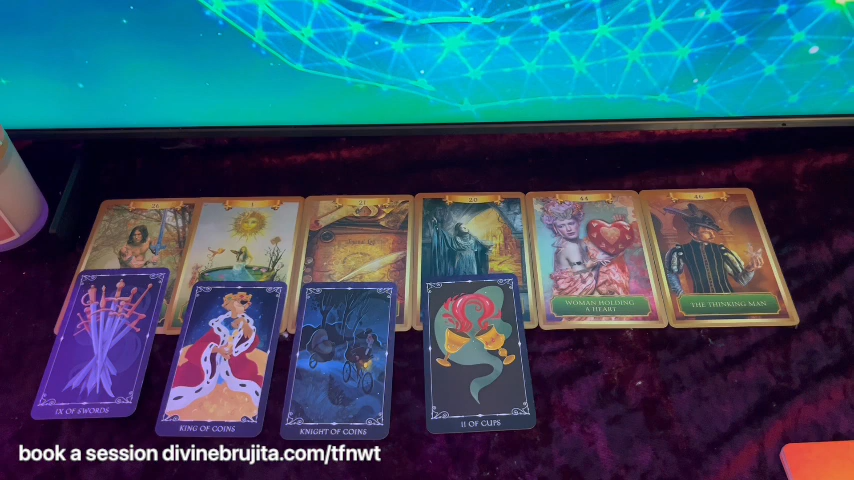 26
1
21
20
44
46
WOMAN HOLDING
A HEART
THE THINKING MAN
IX OF SWORDS
KING OF COINS
KNIGHT OF COINS
II OF CUPS
book a session divinebrujita.com/tfnwt